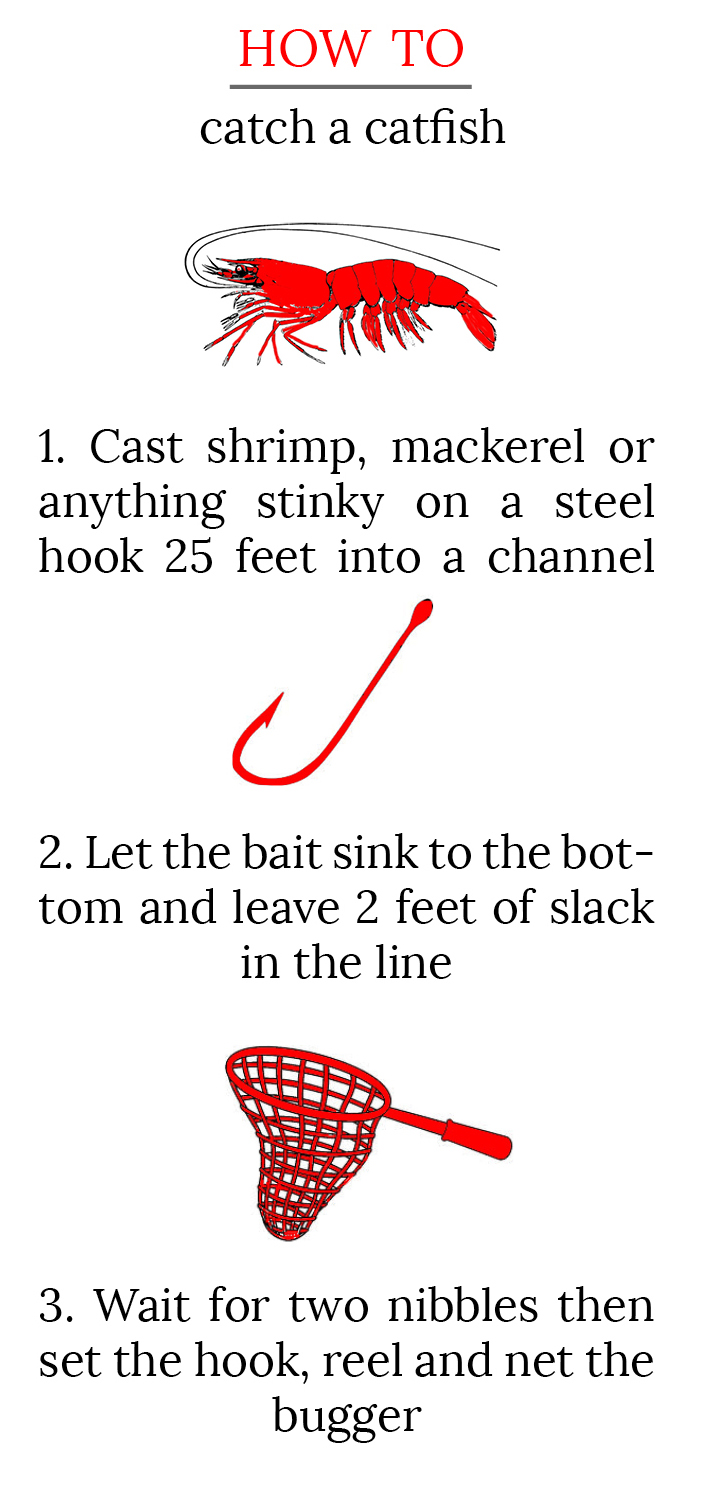 HOW TO
catch a catfish
1. Cast shrimp, mackerel or
anything stinky on a steel
hook 25 feet into a channel
2. Let the bait sink to the bot-
tom and leave 2 feet of slack
in the line
3. Wait for two nibbles then
set the hook, reel and net the
bugger